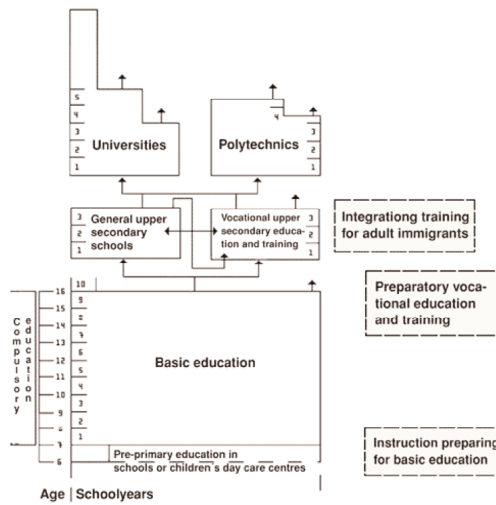 5
4
3
2
1
Universities
4
3
2
1
Polytechnics
3
2
1
General upper
secondary
schools
Vocational upper
secondary educa-
tion and training
3
2
1
Integrationg training
for adult immigrants
Preparatory voca-
tional education
and training
Compulsory
education
16
15
14
13
12
11
10
9
8
7
6
10
9
8
7
6
5
4
3
2
1
Basic education
Pre-primary education in
schools or children's day care centres
Instruction preparing
for basic education
Age | Schoolyears